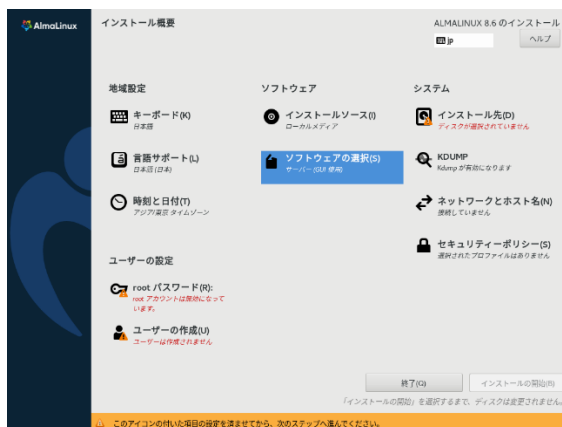 AlmaLinux
インストール概要
ALMALINUX 8.6 のインストール
jp
ヘルプ
地域設定
キーボード(K)
日本語
言語サポート(L)
日本語 (日本)
時刻と日付(T)
アジア/東京 タイムゾーン
ソフトウェア
インストールソース(I)
ローカルメディア
ソフトウェアの選択(S)
サーバー (GUI 使用)
システム
インストール先(D)
ディスクが選択されていません
KDUMP
Kdump が有効になります
ネットワークとホスト名(N)
接続していません
セキュリティーポリシー(S)
選択されたプロファイルはありません
ユーザーの設定
root パスワード(R):
root アカウントは無効になって
います。
ユーザーの作成(U)
ユーザーは作成されません
終了(Q)
インストールの開始(B)
「インストールの開始」を選択するまで、ディスクは変更されません。
このアイコンの付いた項目の設定を済ませてから、次のステップへ進んでください。